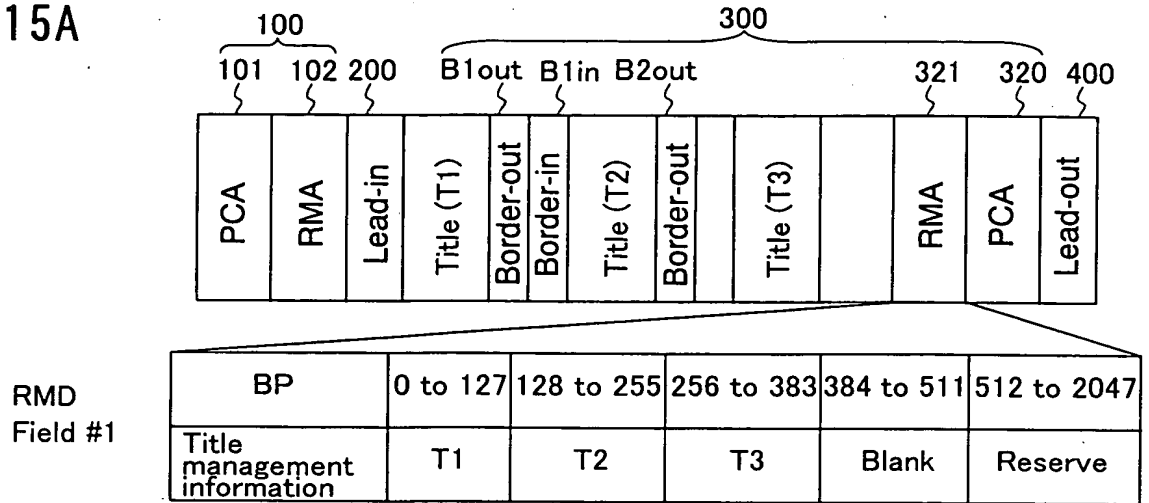 15A
100
300
101 102 200 B1out B1in B2out 321 320 400
PCA
RMA
Lead-in
Title (T1)
Border-out
Border-in
Title (T2)
Border-out
Title (T3)
RMA
PCA
Lead-out
RMD
Field #1
BP 0 to 127 128 to 255 256 to 383 384 to 511 512 to 2047
Title
management
information
T1 T2 T3 Blank Reserve